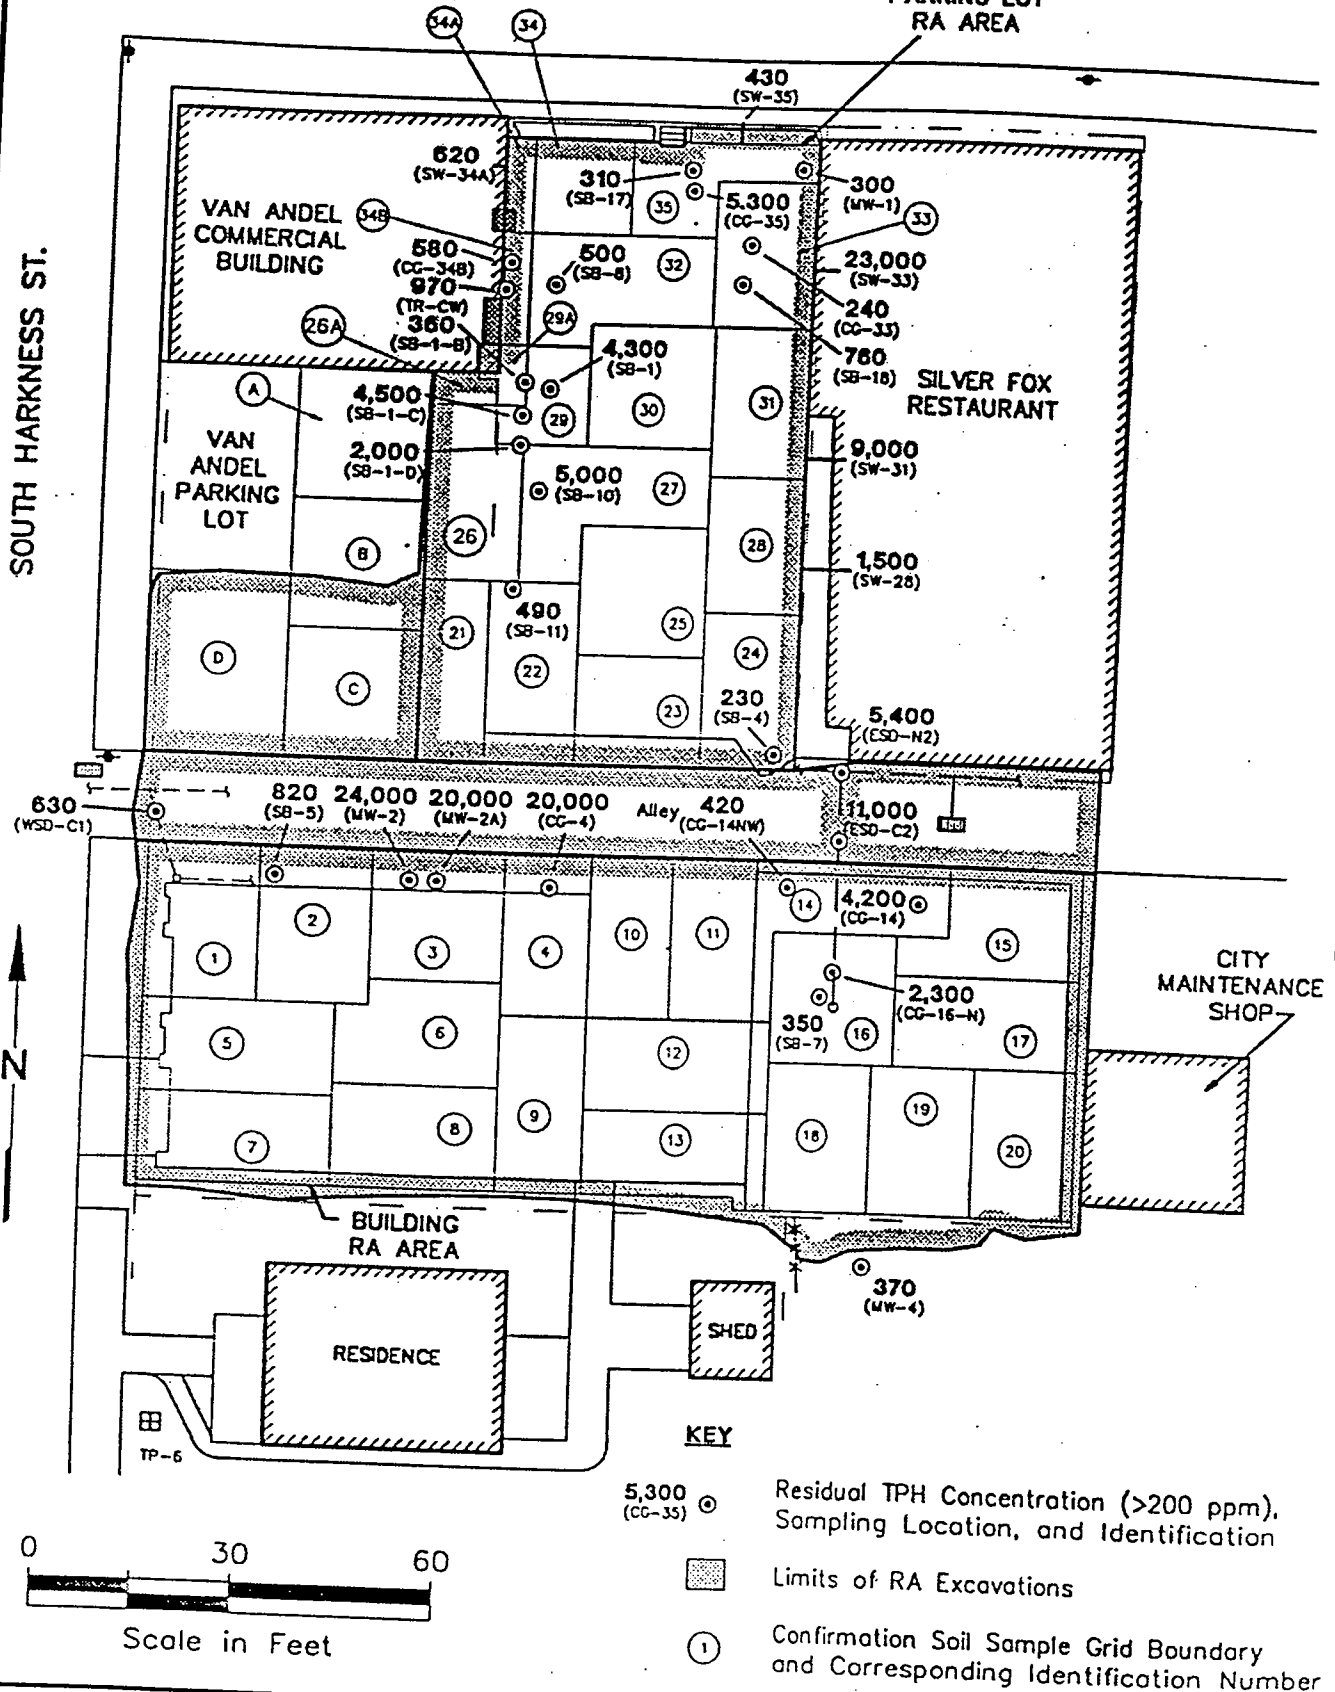 PARKING LOT
RA AREA
34A
34
430
(SW-35)
620
(SW-34A)
310
(SB-17)
35
5,300
(CG-35)
300
(MW-1)
33
VAN ANDEL
COMMERCIAL
BUILDING
34B
580
(CG-34B)
970
(TR-CW)
360
(SB-1-B)
500
(SB-8)
32
23,000
(SW-33)
240
(CG-33)
760
(SB-18)
26A
29A
4,300
(SB-1)
SILVER FOX
RESTAURANT
SOUTH HARKNESS ST.
A
4,500
(SB-1-C)
29
30
31
VAN
ANDEL
PARKING
LOT
2,000
(SB-1-D)
5,000
(SB-10)
27
9,000
(SW-31)
B
26
28
1,500
(SW-28)
490
(SB-11)
21
22
25
24
D
C
23
230
(SB-4)
5,400
(ESD-N2)
630
(WSD-C1)
820
(SB-5)
24,000
(MW-2)
20,000
(MW-2A)
20,000
(CG-4)
Alley
420
(CG-14NW)
11,000
(ESD-C2)
1
2
3
4
10
11
14
4,200
(CG-14)
15
CITY
MAINTENANCE
SHOP
N
5
6
12
350
(SB-7)
16
2,300
(CG-16-N)
17
7
8
9
13
18
19
20
BUILDING
RA AREA
370
(MW-4)
RESIDENCE
SHED
TP-6
KEY
5,300
(CG-35)
Residual TPH Concentration (>200 ppm),
Sampling Location, and Identification
Limits of RA Excavations
1
Confirmation Soil Sample Grid Boundary
and Corresponding Identification Number
0 30 60
Scale in Feet